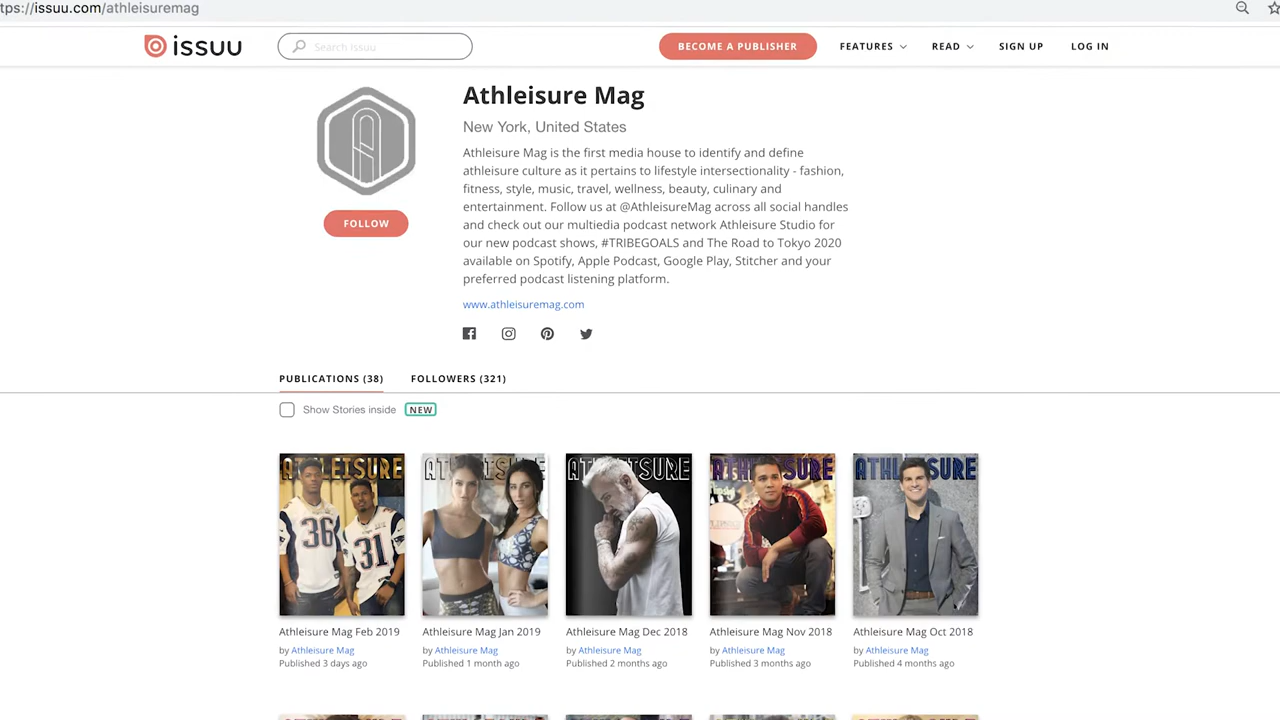 tps://issuu.com/athleisuremag
issuu
Search Issuu
BECOME A PUBLISHER
FEATURES
READ
SIGN UP
LOG IN
Athleisure Mag
New York, United States
Athleisure Mag is the first media house to identify and define
athleisure culture as it pertains to lifestyle intersectionality - fashion,
fitness, style, music, travel, wellness, beauty, culinary and
entertainment. Follow us at @AthleisureMag across all social handles
and check out our multiedia podcast network Athleisure Studio for
our new podcast shows, #TRIBEGOALS and The Road to Tokyo 2020
available on Spotify, Apple Podcast, Google Play, Stitcher and your
preferred podcast listening platform.
FOLLOW
www.athleisuremag.com
PUBLICATIONS (38)
FOLLOWERS (321)
Show Stories inside NEW
ATHLEISURE
36
31
ATHLEISURE
ATHLEISURE
ATHLEISURE
ATHLEISURE
Athleisure Mag Feb 2019
by Athleisure Mag
Published 3 days ago
Athleisure Mag Jan 2019
by Athleisure Mag
Published 1 month ago
Athleisure Mag Dec 2018
by Athleisure Mag
Published 2 months ago
Athleisure Mag Nov 2018
by Athleisure Mag
Published 3 months ago
Athleisure Mag Oct 2018
by Athleisure Mag
Published 4 months ago